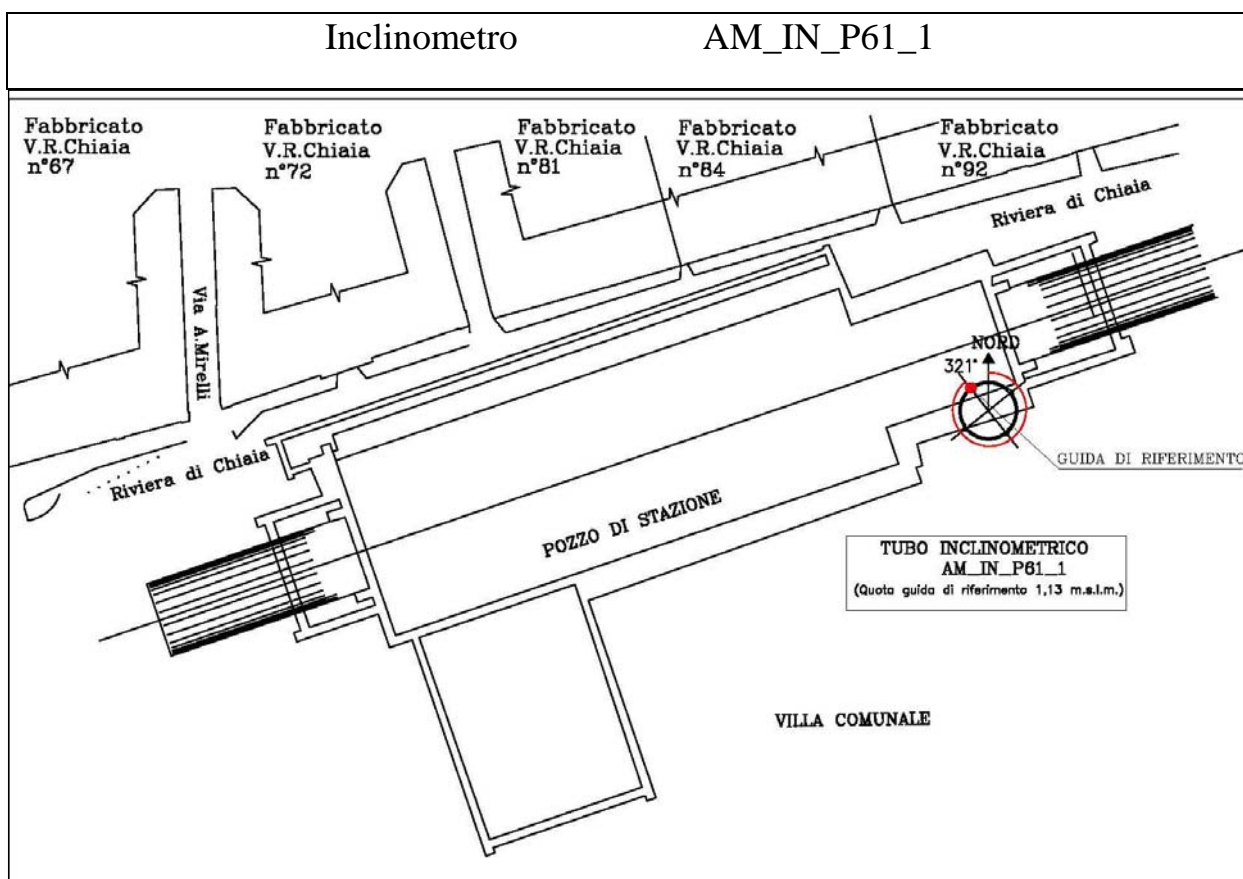 Inclinometro AM_IN_P61_1
Fabbricato
V.R.Chiaia
n°67
Fabbricato
V.R.Chiaia
n°72
Fabbricato
V.R.Chiaia
n°81
Fabbricato
V.R.Chiaia
n°84
Fabbricato
V.R.Chiaia
n°92
Riviera di Chiaia
Via A.Mirelli
NORD
321°
Riviera di Chiaia
GUIDA DI RIFERIMENTO
POZZO DI STAZIONE
TUBO INCLINOMETRICO
AM_IN_P61_1
(Quota guida di riferimento 1,13 m.s.l.m.)
VILLA COMUNALE